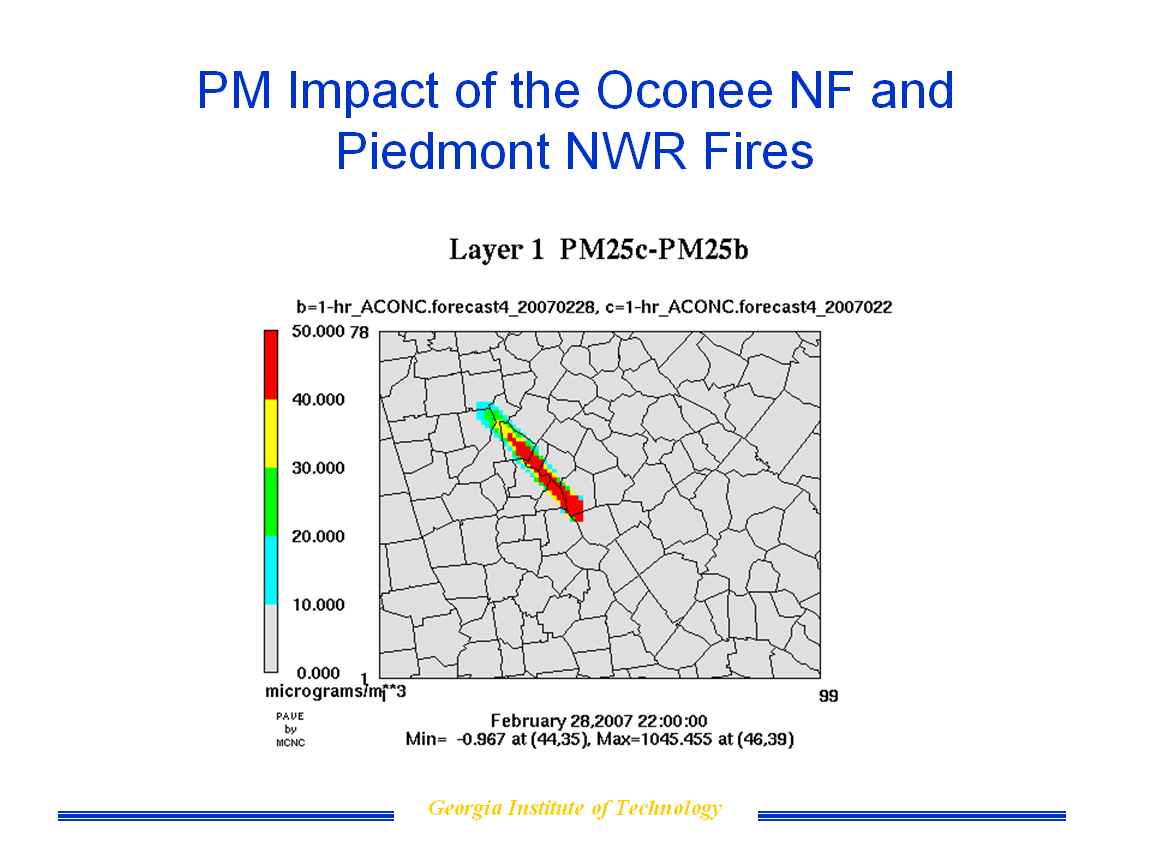 PM Impact of the Oconee NF and
Piedmont NWR Fires
Layer 1 PM25c-PM25b
b=1-hr_ACONC.forecast4_20070228, c=1-hr_ACONC.forecast4_2007022
50.000 78
40.000
30.000
20.000
10.000
0.000 1
micrograms/m**3 1 99
PAVE
by
MCNC
February 28,2007 22:00:00
Min= -0.967 at (44,35), Max=1045.455 at (46,39)
Georgia Institute of Technology